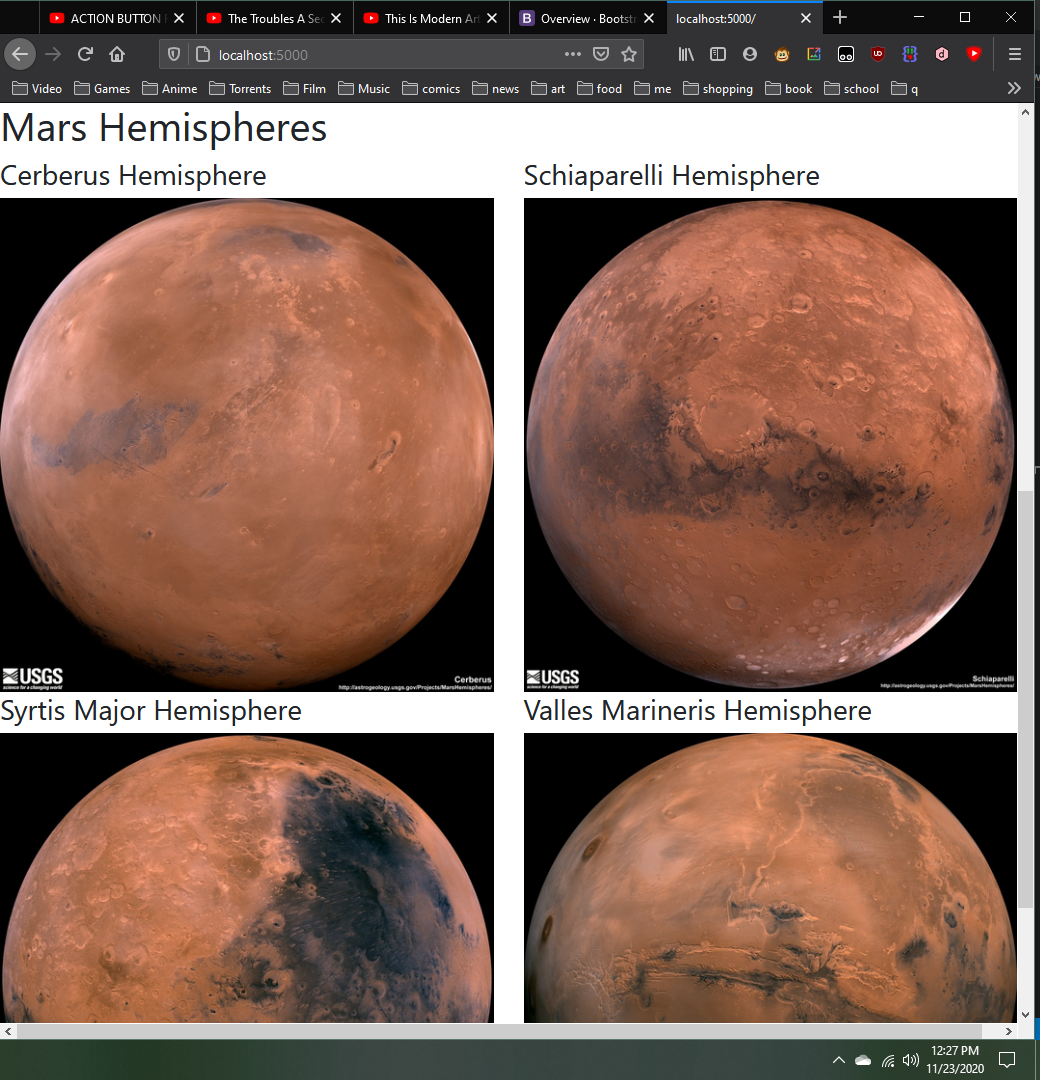 ACTION BUTTON
The Troubles A Sec
This Is Modern Ar
B Overview · Bootstr
localhost:5000/
localhost:5000
Video Games Anime Torrents Film Music comics news art food me shopping book school q
Mars Hemispheres
Cerberus Hemisphere
Schiaparelli Hemisphere
USGS
science for a changing world
Cerberus
http://astrogeology.usgs.gov/Projects/MarsHemispheres/
USGS
science for a changing world
Schiaparelli
http://astrogeology.usgs.gov/Projects/MarsHemispheres/
Syrtis Major Hemisphere
Valles Marineris Hemisphere
12:27 PM
11/23/2020